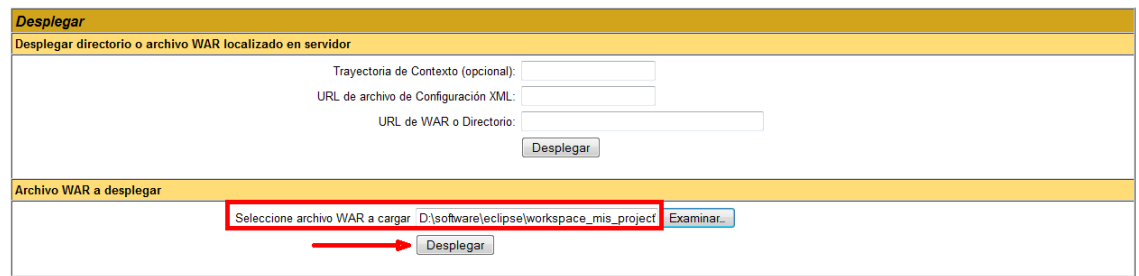 Desplegar
Desplegar directorio o archivo WAR localizado en servidor
Trayectoria de Contexto (opcional):
URL de archivo de Configuración XML:
URL de WAR o Directorio:
Desplegar
Archivo WAR a desplegar
Seleccione archivo WAR a cargar D:\software\eclipse\workspace_mis_project Examinar...
Desplegar